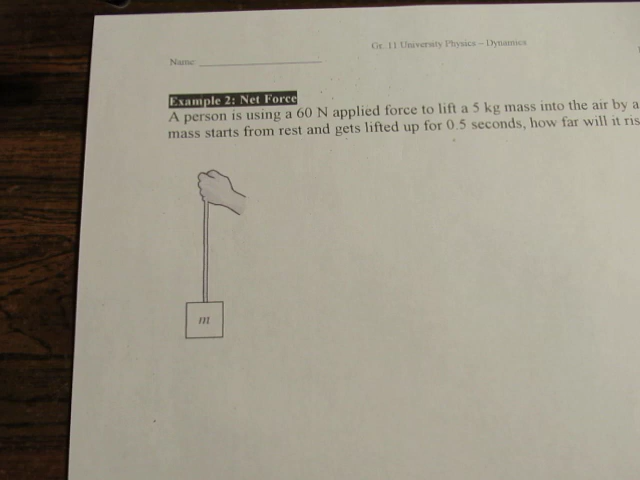 Gr. 11 University Physics – Dynamics
Name
Example 2: Net Force
A person is using a 60 N applied force to lift a 5 kg mass into the air by a
mass starts from rest and gets lifted up for 0.5 seconds, how far will it ris
m